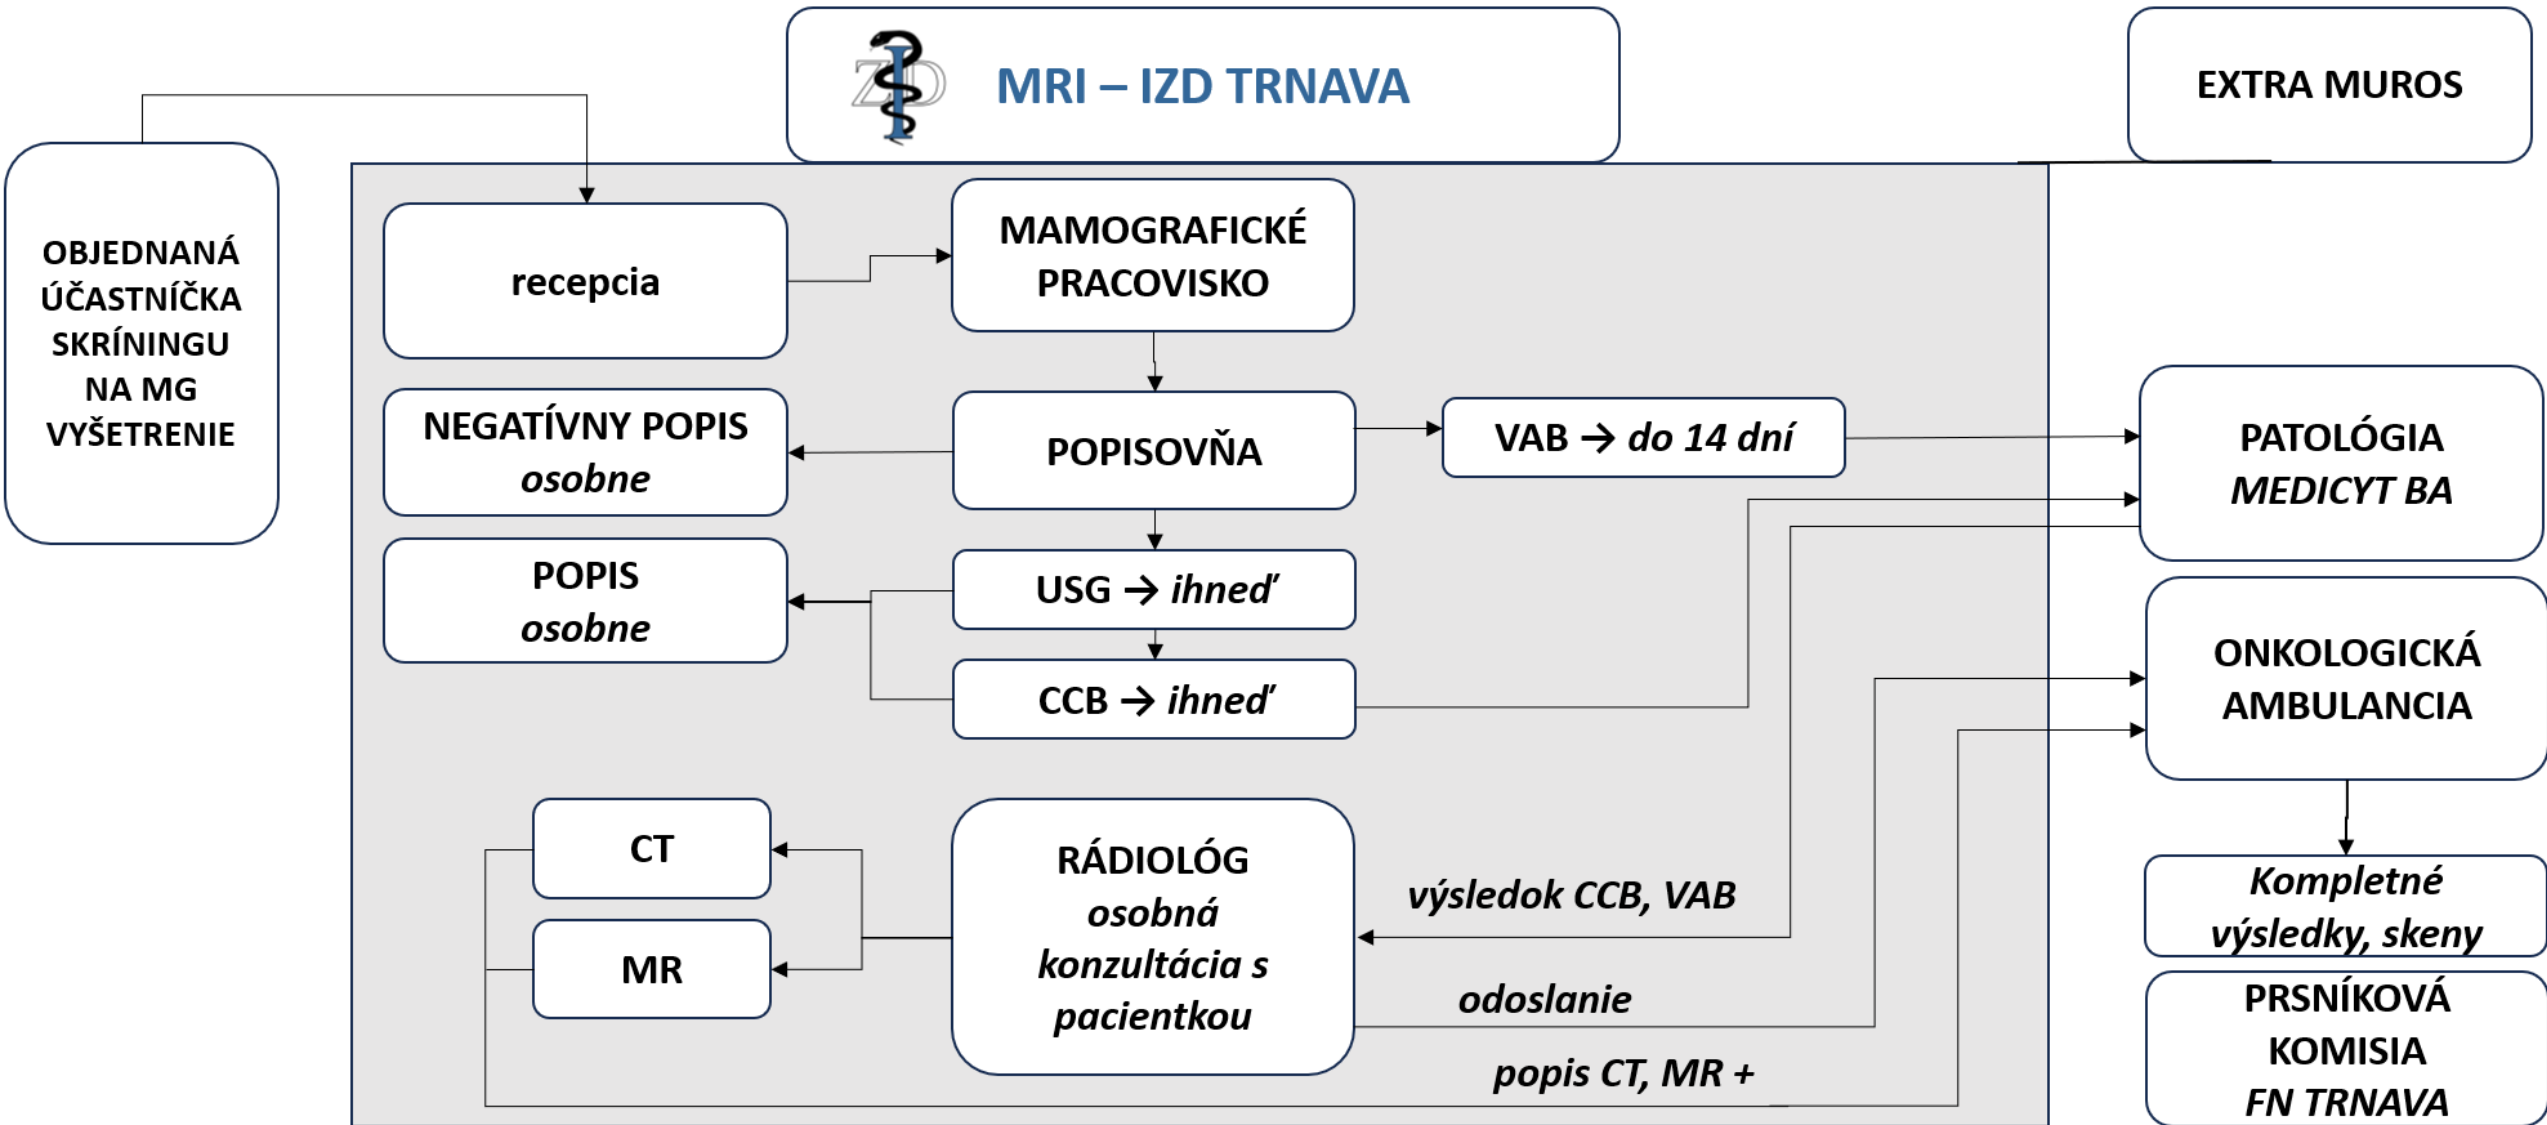 ZD
MRI – IZD TRNAVA
EXTRA MUROS
OBJEDNANÁ
ÚČASTNÍČKA
SKRÍNINGU
NA MG
VYŠETRENIE
recepcia
MAMOGRAFICKÉ
PRACOVISKO
NEGATÍVNY POPIS
osobne
POPISOVŇA
VAB → do 14 dní
PATOLÓGIA
MEDICYT BA
POPIS
osobne
USG → ihneď
CCB → ihneď
ONKOLOGICKÁ
AMBULANCIA
CT
MR
RÁDIOLÓG
osobná
konzultácia s
pacientkou
výsledok CCB, VAB
odoslanie
popis CT, MR +
Kompletné
výsledky, skeny
PRSNÍKOVÁ
KOMISIA
FN TRNAVA